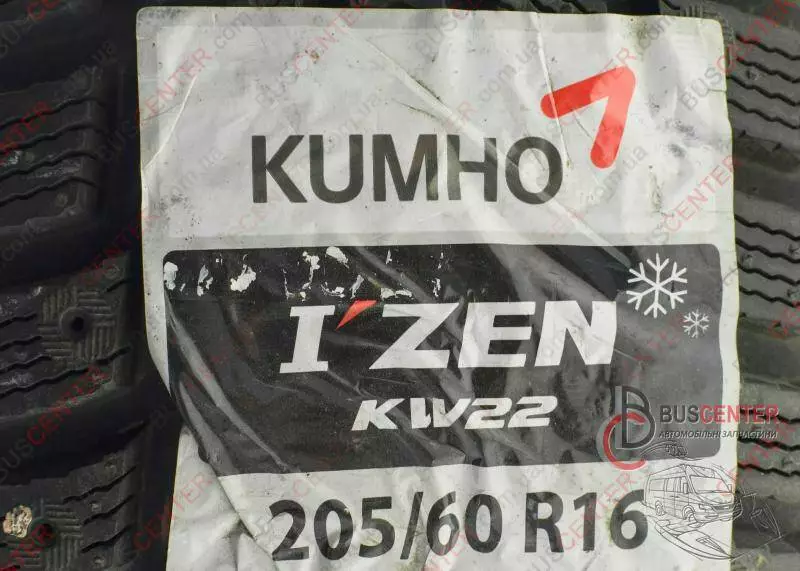 KUMHO
I'ZEN
KW22
BUSCENTER
АВТОМОБІЛЬНІ ЗАПЧАСТИНИ
205/60 R16